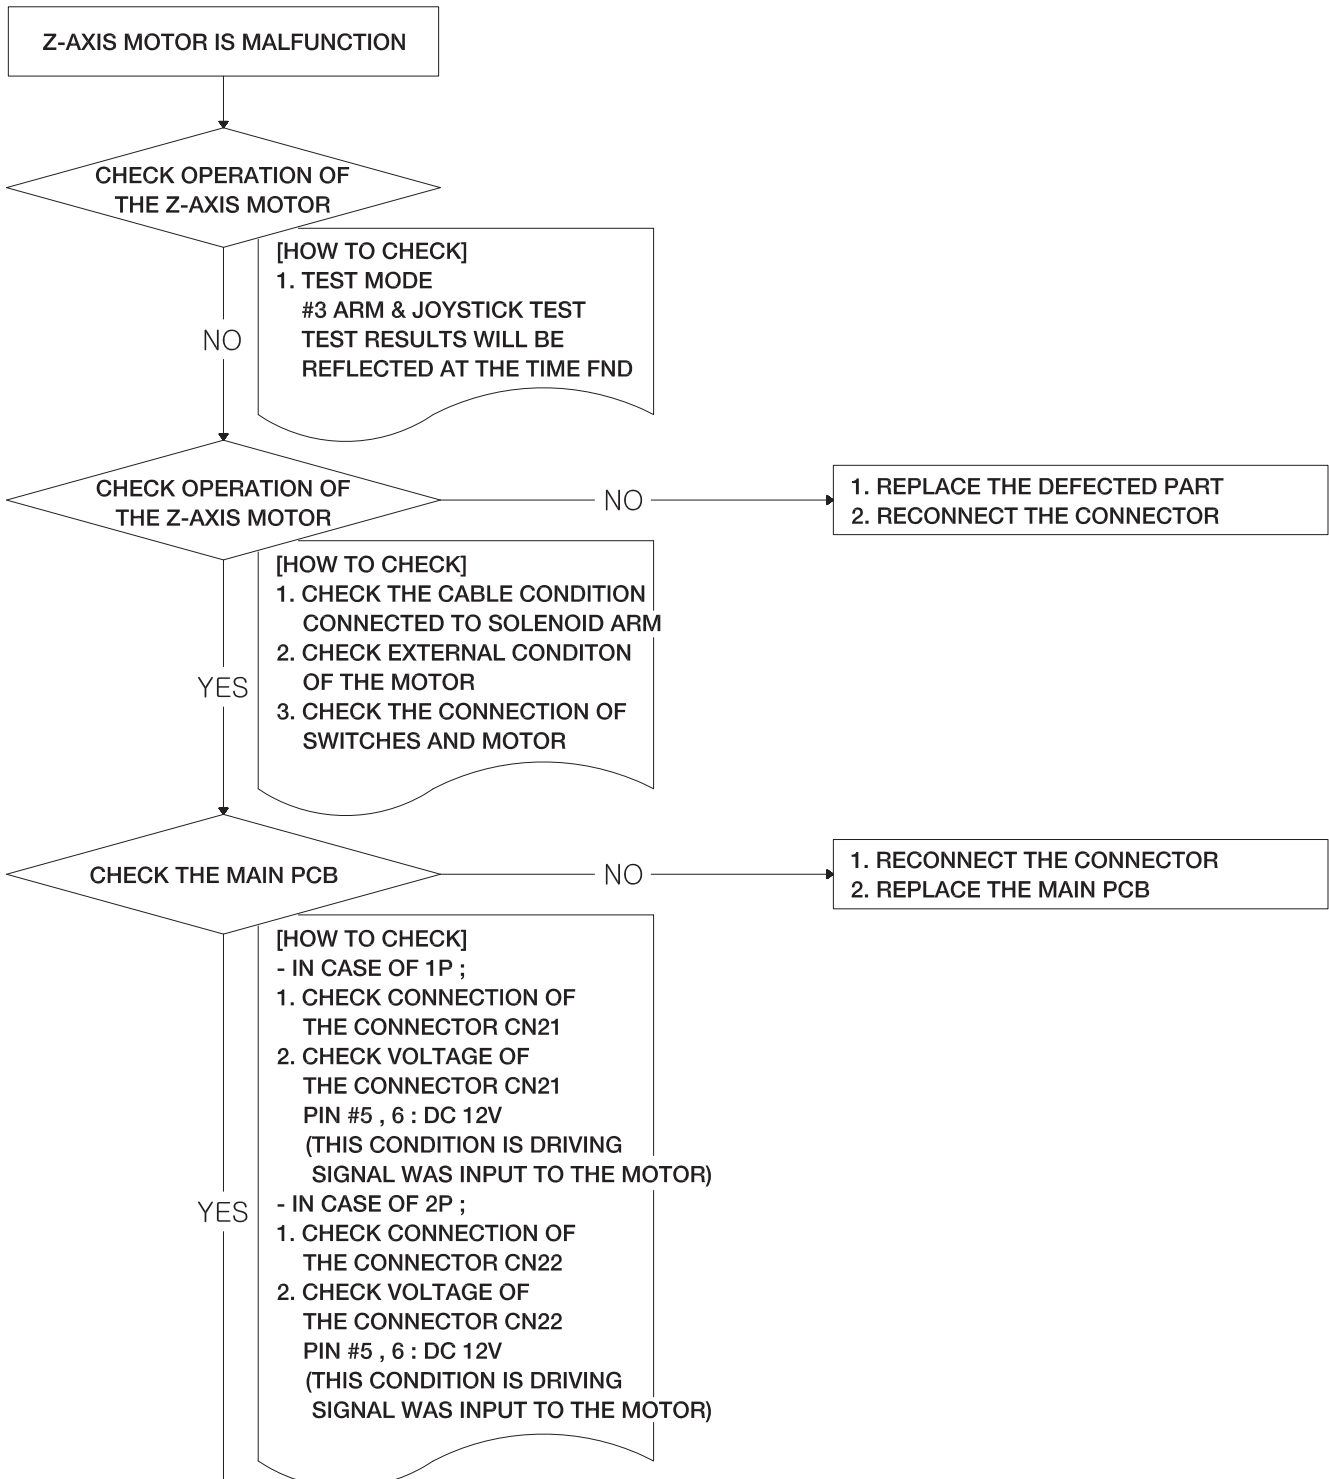 Z-AXIS MOTOR IS MALFUNCTION
CHECK OPERATION OF
THE Z-AXIS MOTOR
[HOW TO CHECK]
1. TEST MODE
#3 ARM & JOYSTICK TEST
TEST RESULTS WILL BE
REFLECTED AT THE TIME FND
NO
CHECK OPERATION OF
THE Z-AXIS MOTOR
NO
1. REPLACE THE DEFECTED PART
2. RECONNECT THE CONNECTOR
[HOW TO CHECK]
1. CHECK THE CABLE CONDITION
CONNECTED TO SOLENOID ARM
2. CHECK EXTERNAL CONDITON
OF THE MOTOR
3. CHECK THE CONNECTION OF
SWITCHES AND MOTOR
YES
CHECK THE MAIN PCB
NO
1. RECONNECT THE CONNECTOR
2. REPLACE THE MAIN PCB
[HOW TO CHECK]
- IN CASE OF 1P ;
1. CHECK CONNECTION OF
THE CONNECTOR CN21
2. CHECK VOLTAGE OF
THE CONNECTOR CN21
PIN #5 , 6 : DC 12V
(THIS CONDITION IS DRIVING
SIGNAL WAS INPUT TO THE MOTOR)
- IN CASE OF 2P ;
1. CHECK CONNECTION OF
THE CONNECTOR CN22
2. CHECK VOLTAGE OF
THE CONNECTOR CN22
PIN #5 , 6 : DC 12V
(THIS CONDITION IS DRIVING
SIGNAL WAS INPUT TO THE MOTOR)
YES